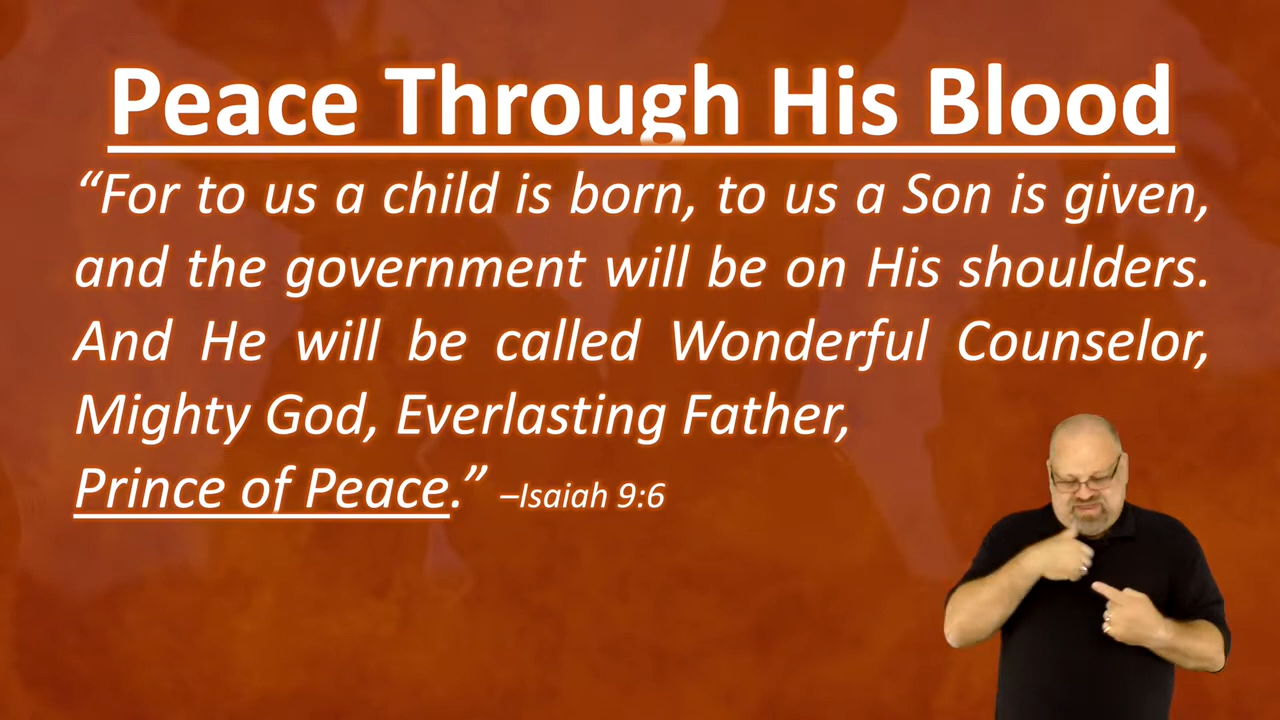 Peace Through His Blood
“For to us a child is born, to us a Son is given,
and the government will be on His shoulders.
And He will be called Wonderful Counselor,
Mighty God, Everlasting Father,
Prince of Peace.” –Isaiah 9:6